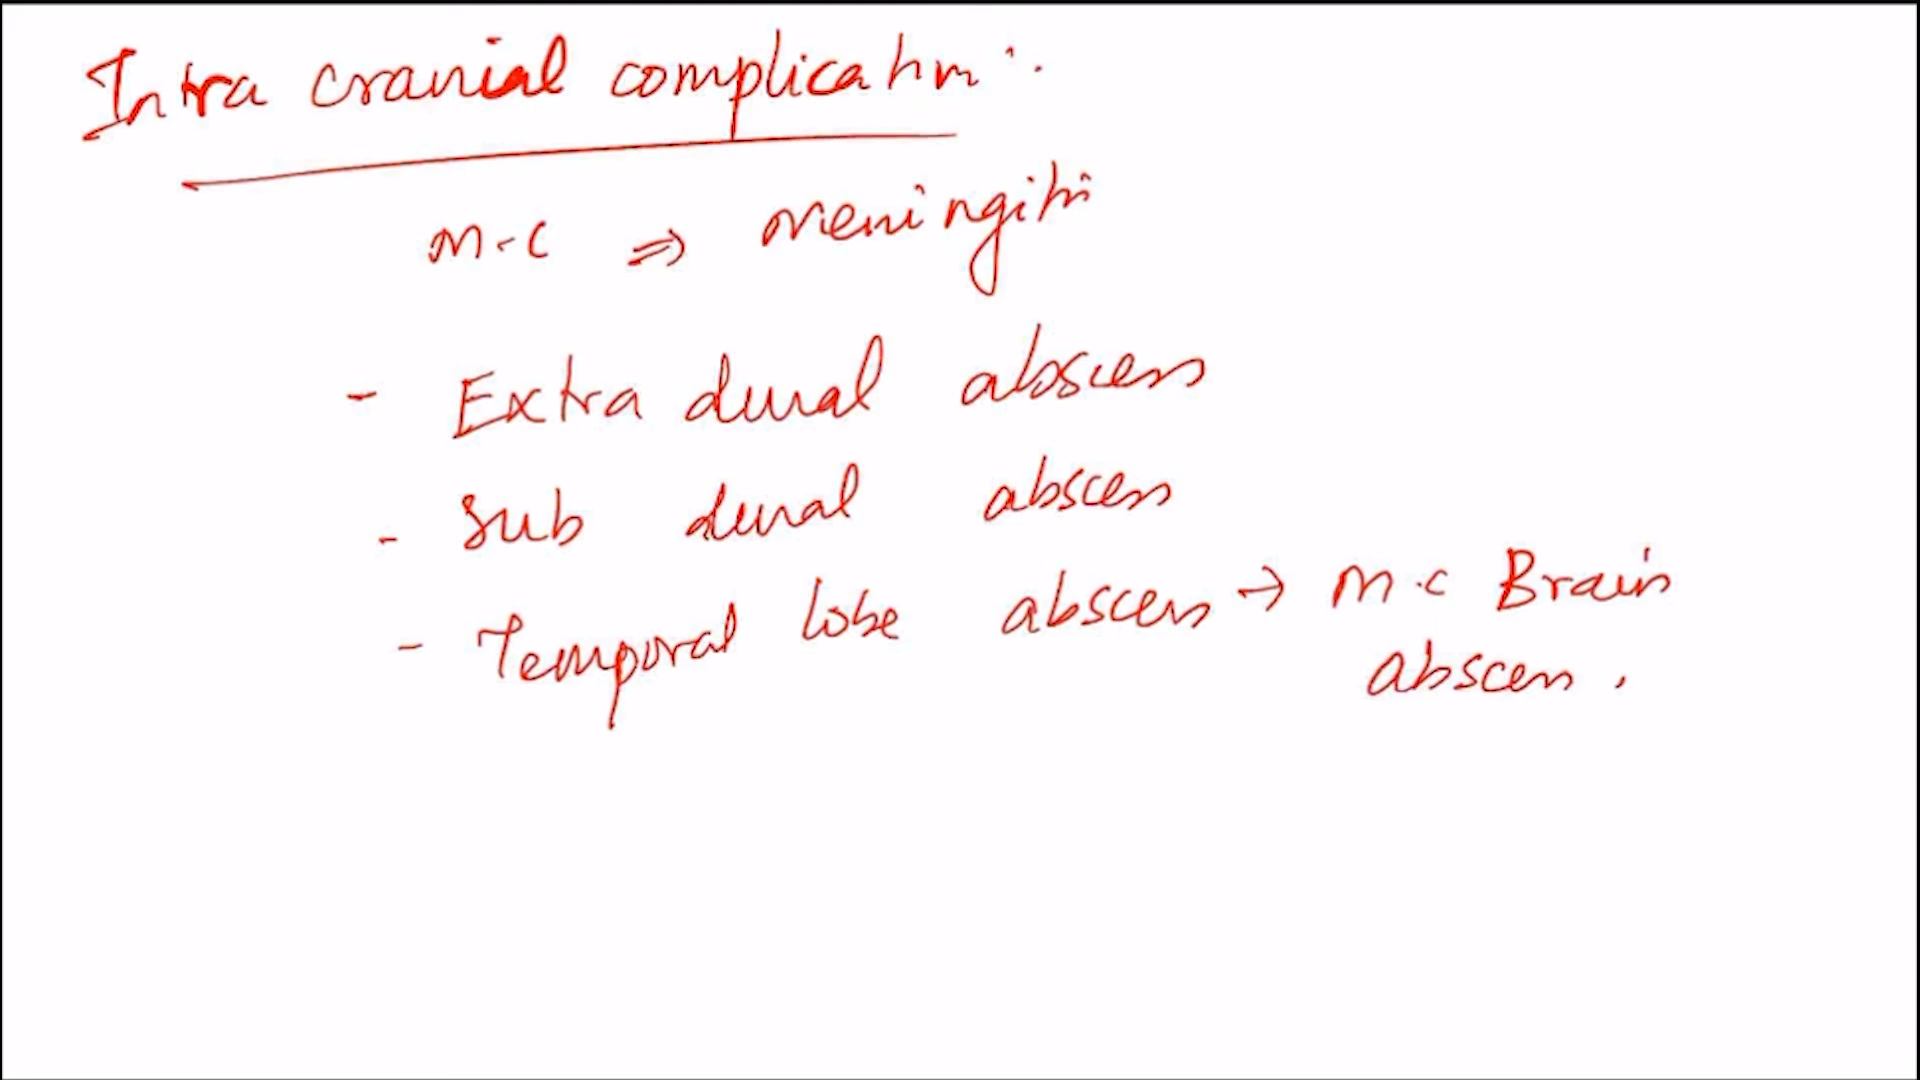 Intra cranial complication :
m.c ⇒ meningitis
- Extra dural abscess
- Sub dural abscess
- Temporal lobe abscess → m.c Brain
abscess.